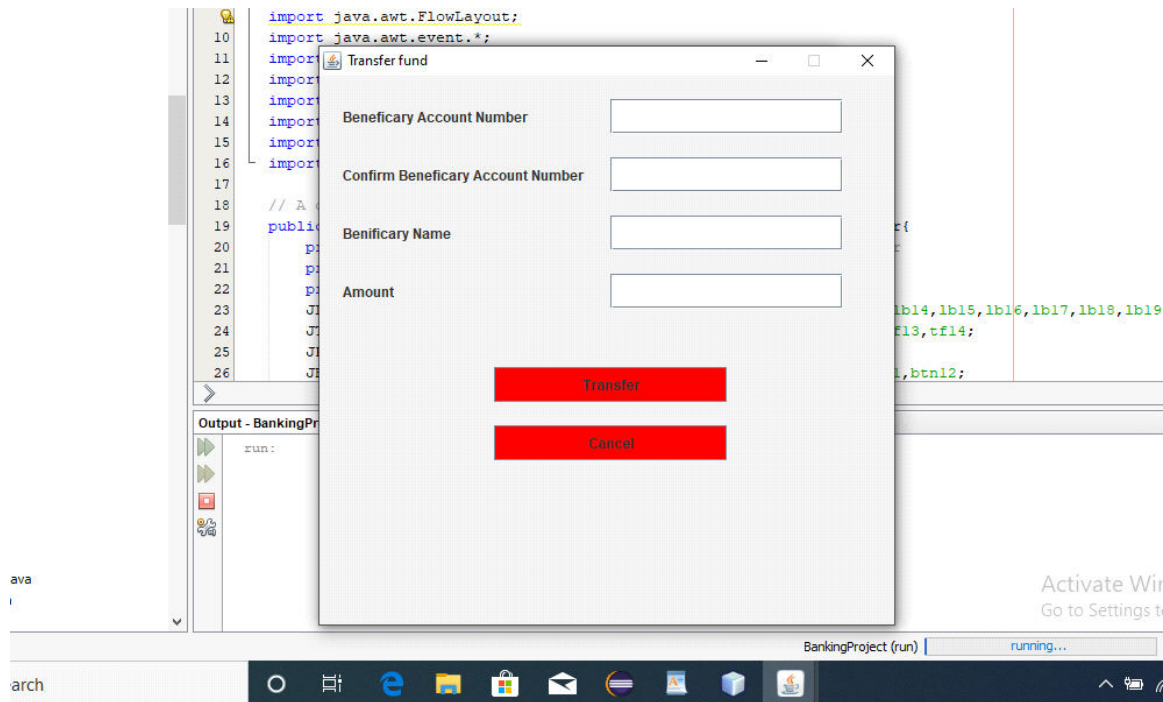 import java.awt.FlowLayout;
10 import java.awt.event.*;
11 import
12 import
13 import
14 import
15 import
16 import
17
18 // A
19 public r{
20
21
22
23 lb14,lb15,lb16,lb17,lb18,lb19
24 f13,tf14;
25
26 btn12;
Transfer fund
Beneficary Account Number
Confirm Beneficary Account Number
Benificary Name
Amount
Transfer
Cancel
Output - BankingPr
run:
ava
Activate Wi
Go to Settings t
BankingProject (run) running...
arch